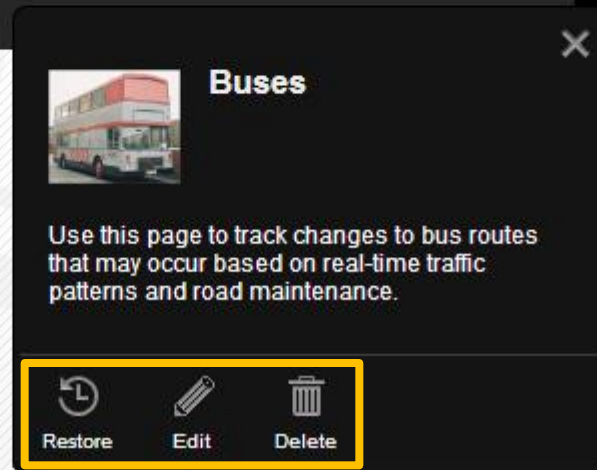 Buses
Use this page to track changes to bus routes
that may occur based on real-time traffic
patterns and road maintenance.
Restore Edit Delete